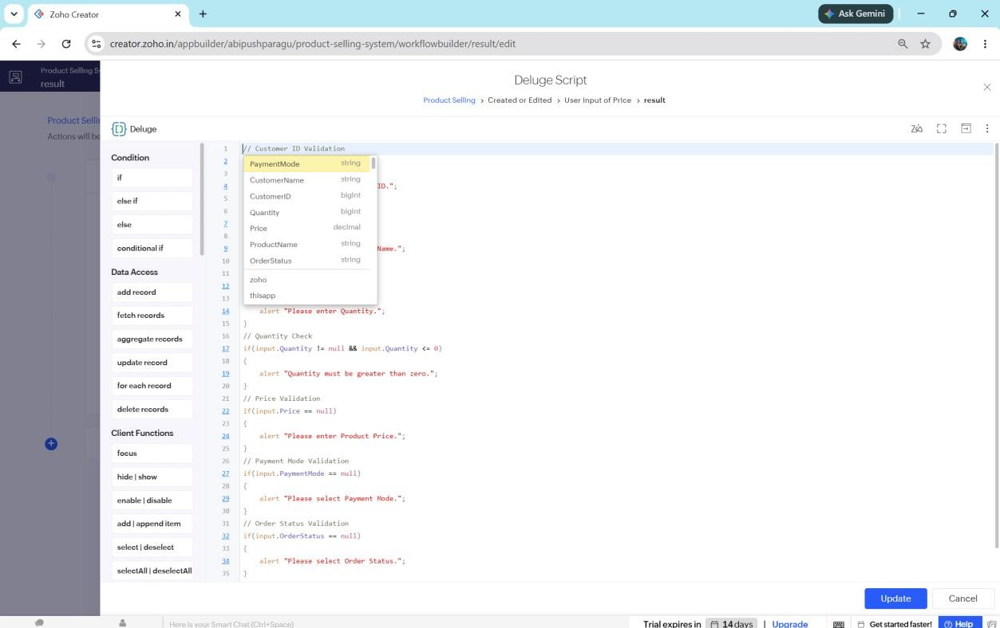 Zoho Creator
Ask Gemini
creator.zoho.in/appbuilder/abipushparagu/product-selling-system/workflowbuilder/result/edit
Product Selling S
result
Deluge Script
Product Selling > Created or Edited > User Input of Price > result
Product Selli
Actions will be
Deluge
Condition
if
else if
else
conditional if
Data Access
add record
fetch records
aggregate records
update record
for each record
delete records
Client Functions
focus
hide | show
enable | disable
add | append item
select | deselect
selectAll | deselectAll
1 // Customer ID Validation
2
3
4 ID.";
5
6
7
8
9 Name.";
10
11
12
13
14 alert "Please enter Quantity.";
15 }
16 // Quantity Check
17 if(input.Quantity != null && input.Quantity <= 0)
18 {
19 alert "Quantity must be greater than zero.";
20 }
21 // Price Validation
22 if(input.Price == null)
23 {
24 alert "Please enter Product Price.";
25 }
26 // Payment Mode Validation
27 if(input.PaymentMode == null)
28 {
29 alert "Please select Payment Mode.";
30 }
31 // Order Status Validation
32 if(input.OrderStatus == null)
33 {
34 alert "Please select Order Status.";
35 }
PaymentMode string
CustomerName string
CustomerID bigint
Quantity bigint
Price decimal
ProductName string
OrderStatus string
zoho
thisapp
Update
Cancel
Here is your Smart Chat (Ctrl+Space)
Trial expires in 14 days | Upgrade
Get started faster!
Help